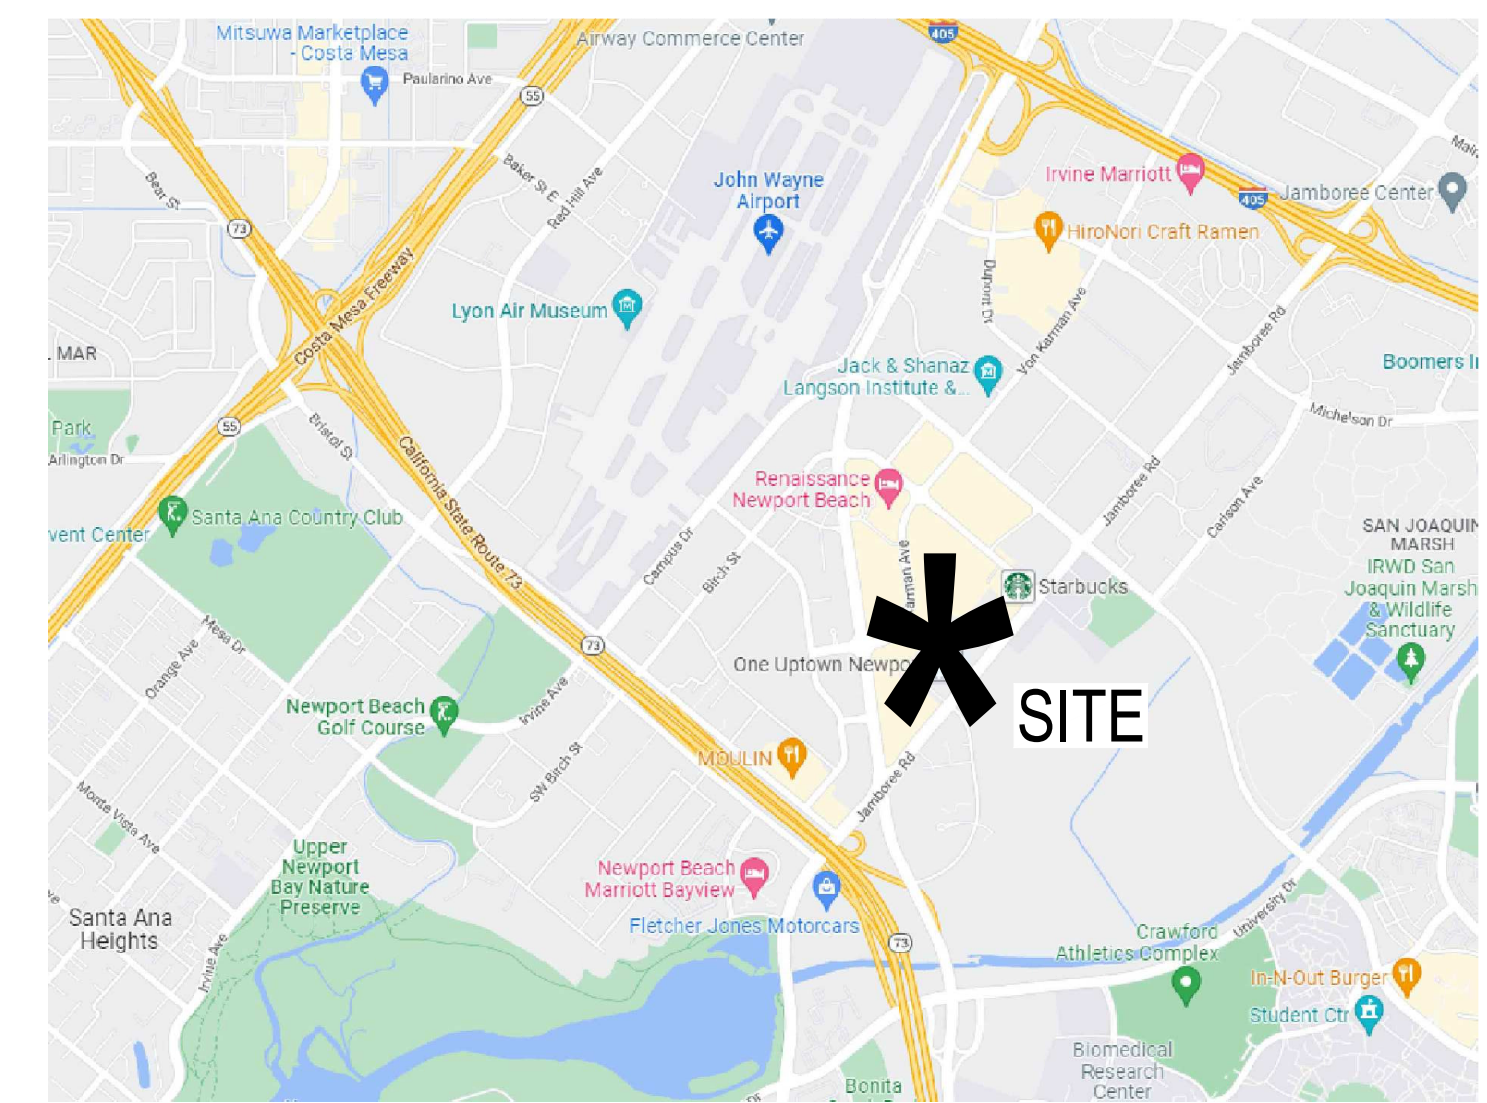 Mitsuwa Marketplace
- Costa Mesa
Paularino Ave
Airway Commerce Center
405
55
Main
Baker St E
Red Hill Ave
John Wayne
Airport
Irvine Marriott
405
Jamboree Center
Bear St
73
HiroNori Craft Ramen
Costa Mesa Freeway
Dupont Dr
Von Karman Ave
Lyon Air Museum
Jamboree Rd
MAR
Jack & Shanaz
Langson Institute &...
Boomers
Michelson Dr
Park
Arlington Dr
55
Bristol St
California State Route 73
Renaissance
Newport Beach
Jamboree Rd
Carlson Ave
Santa Ana Country Club
vent Center
Campus Dr
Birch St
arman Ave
Starbucks
SAN JOAQUIN
MARSH
IRWD San
Joaquin Marsh
& Wildlife
Sanctuary
Mesa Dr
Orange Ave
73
One Uptown Newpo
SITE
Newport Beach
Golf Course
Irvine Ave
SW Birch St
MOULIN
Jamboree Rd
Monte Vista Ave
Upper
Newport
Bay Nature
Preserve
Newport Beach
Marriott Bayview
Fletcher Jones Motorcars
Santa Ana
Heights
Irvine Ave
73
University Dr
Crawford
Athletics Complex
In-N-Out Burger
Student Ctr
Biomedical
Research
Center
Bonita
Dr